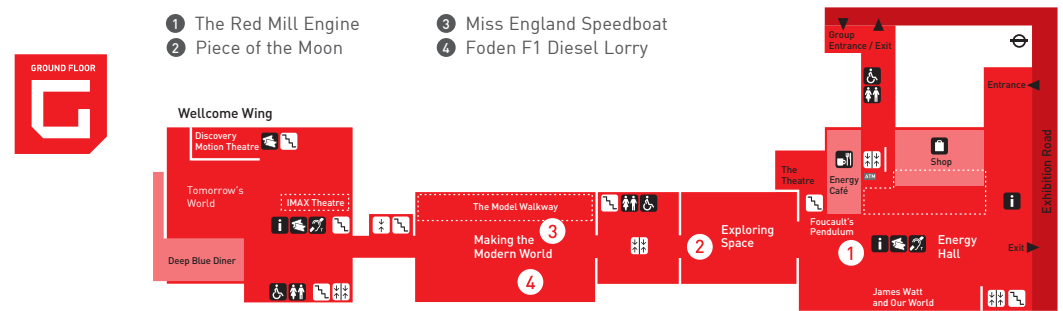 1 The Red Mill Engine
2 Piece of the Moon
3 Miss England Speedboat
4 Foden F1 Diesel Lorry
GROUND FLOOR
G
Wellcome Wing
Discovery
Motion Theatre
Tomorrow's
World
IMAX Theatre
Deep Blue Diner
The Model Walkway
Making the
Modern World
3
4
2
Exploring
Space
The
Theatre
Energy
Café
ATM
Shop
Group
Entrance / Exit
Entrance
Exhibition Road
Foucault's
Pendulum
1
Energy
Hall
Exit
James Watt
and Our World